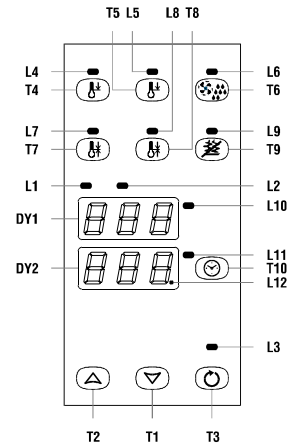 T5 L5 L8 T8
L4 L6
T4 T6
L7 L9
T7 T9
L1 L2
L10
DY1
L11
DY2 T10
L12
L3
T2 T1 T3